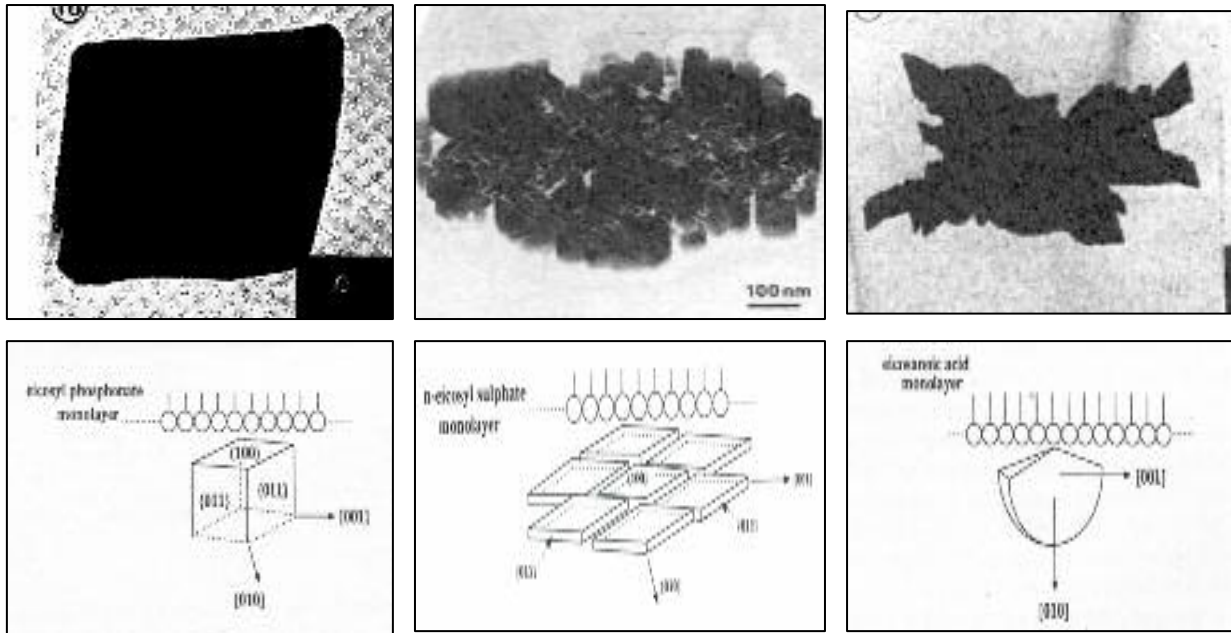 100 nm
eicosyl phosphonate
monolayer
(100)
[011]
(011)
[001]
[010]
n-eicosyl sulphate
monolayer
(100)
[001]
(011)
[010]
eicosanoic acid
monolayer
[001]
[010]